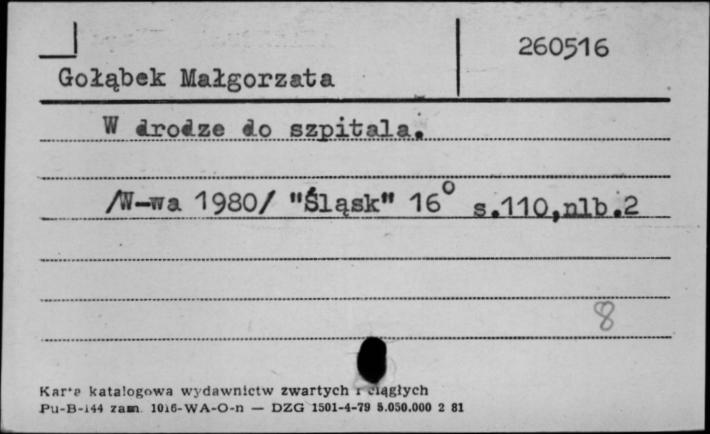 260516
Gołąbek Małgorzata
W drodze do szpitala.
/W-wa 1980/ "Śląsk" 16° s.110,nlb.2
8
Karta katalogowa wydawnictw zwartych i ciągłych
Pu-B-144 zam. 1016-WA-O-n — DZG 1501-4-79 5.050.000 2 81